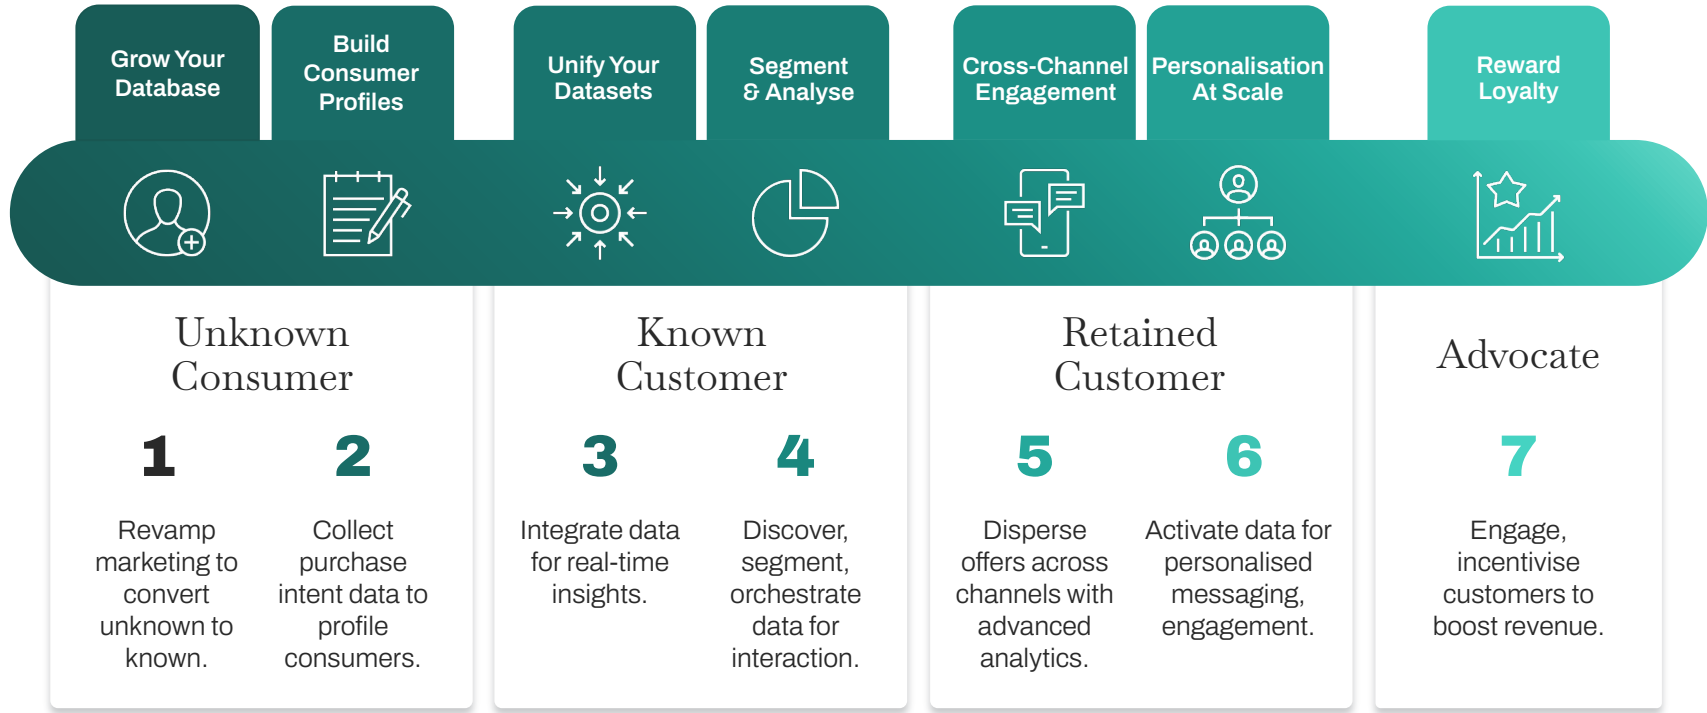 Grow Your
Database
Build
Consumer
Profiles
Unify Your
Datasets
Segment
& Analyse
Cross-Channel
Engagement
Personalisation
At Scale
Reward
Loyalty
Unknown
Consumer
1
Revamp
marketing to
convert
unknown to
known.
2
Collect
purchase
intent data to
profile
consumers.
Known
Customer
3
Integrate data
for real-time
insights.
4
Discover,
segment,
orchestrate
data for
interaction.
Retained
Customer
5
Disperse
offers across
channels with
advanced
analytics.
6
Activate data for
personalised
messaging,
engagement.
Advocate
7
Engage,
incentivise
customers to
boost revenue.